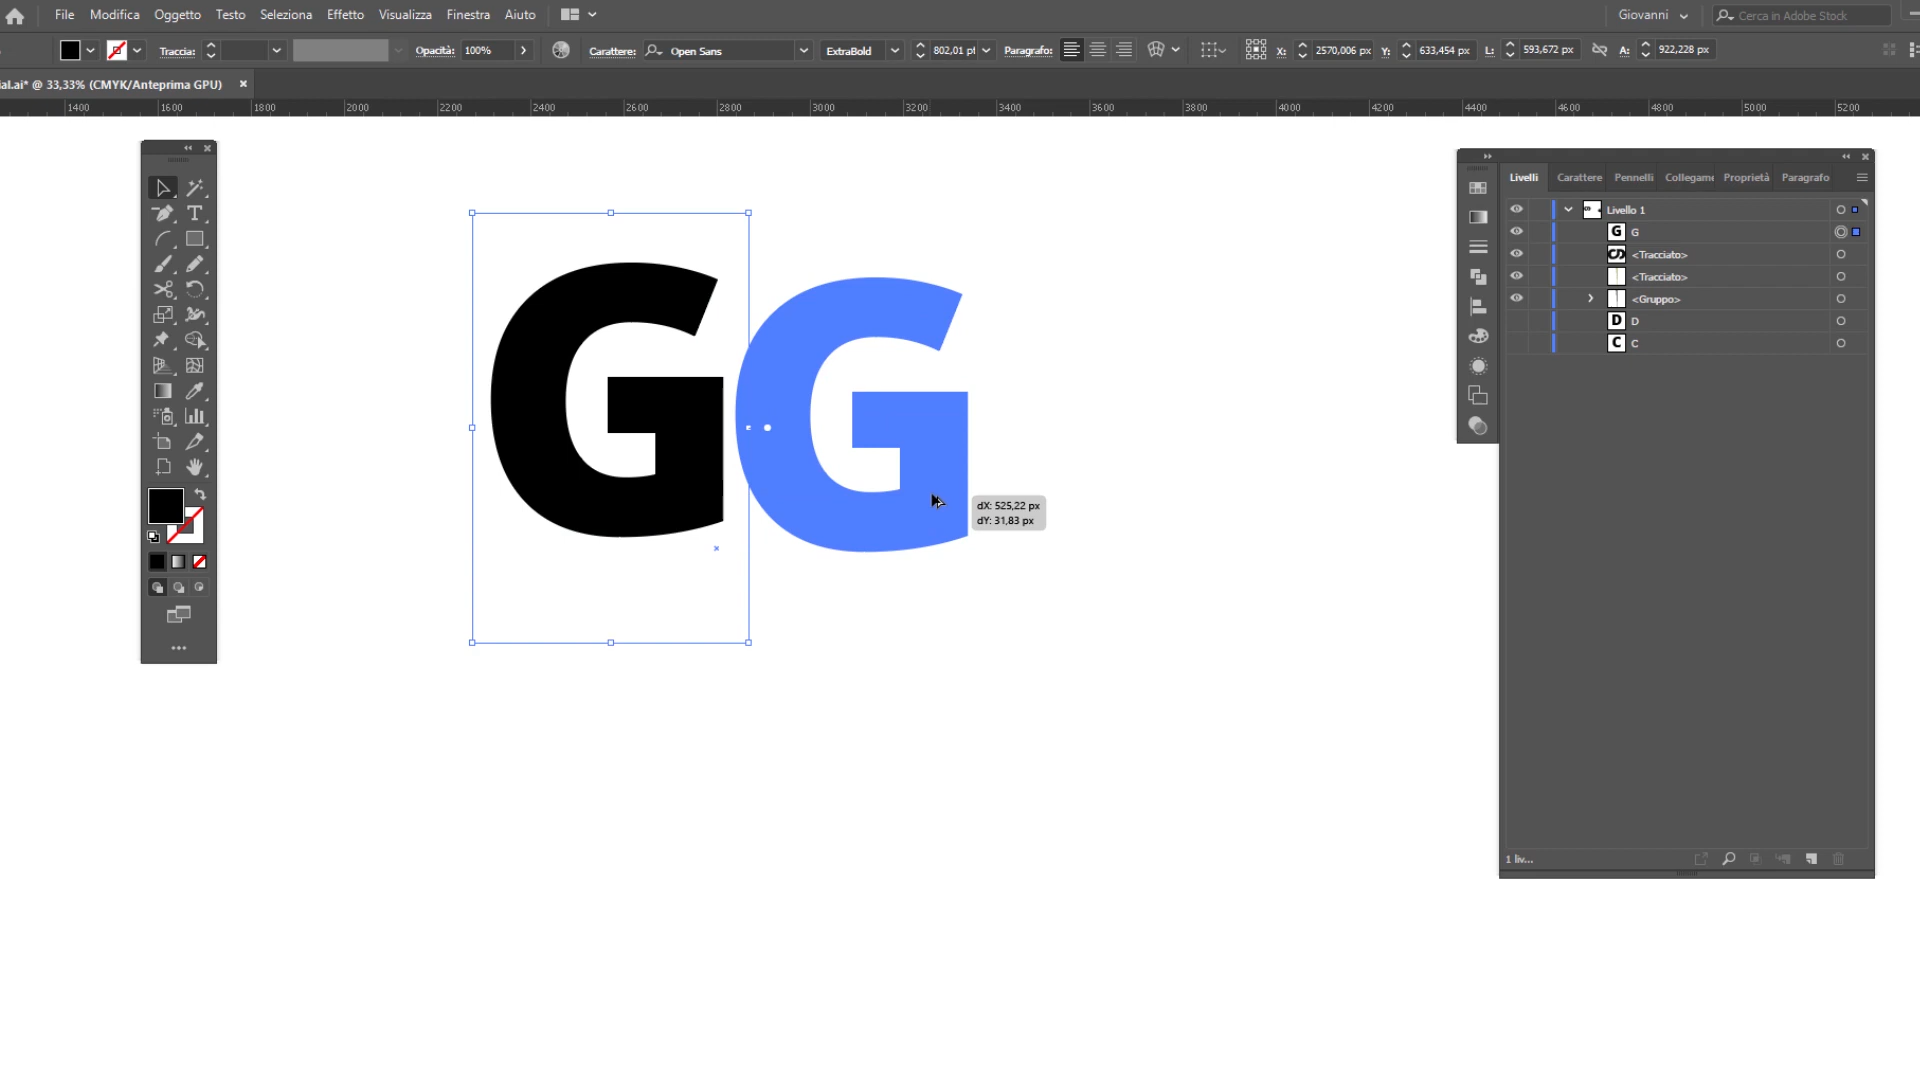 File Modifica Oggetto Testo Seleziona Effetto Visualizza Finestra Aiuto Giovanni Cerca in Adobe Stock
Traccia: Opacità: 100% Carattere: Open Sans ExtraBold 802,01 pt Paragrafo: X: 2570,006 px Y: 633,454 px L: 593,672 px A: 922,228 px
ial.ai* @ 33,33% (CMYK/Anteprima GPU)
1400 1600 1800 2000 2200 2400 2600 2800 3000 3200 3400 3600 3800 4000 4200 4400 4600 4800 5000 5200
Livelli Carattere Pennelli Collegame Proprietà Paragrafo
Livello 1
G G
<Tracciato>
<Tracciato>
<Gruppo>
D D
C C
G G
dX: 525,22 px
dY: 31,83 px
1 liv...